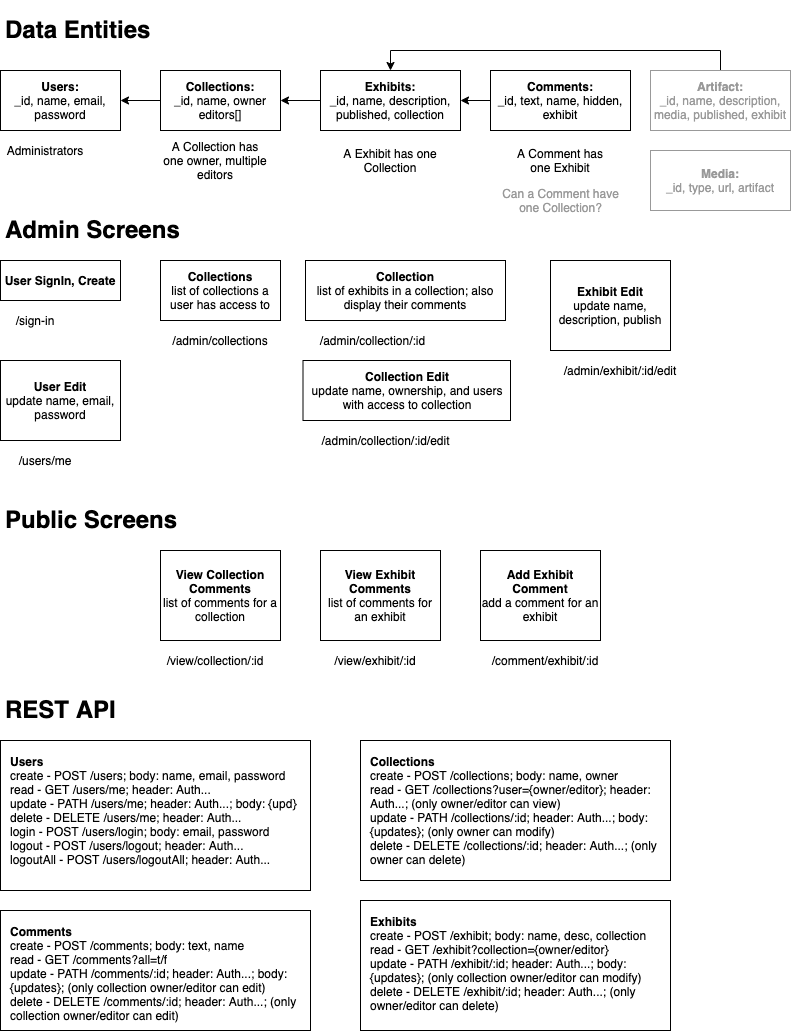 Data Entities
Users:
_id, name, email,
password
Collections:
_id, name, owner
editors[]
Exhibits:
_id, name, description,
published, collection
Comments:
_id, text, name, hidden,
exhibit
Artifact:
_id, name, description,
media, published, exhibit
Administrators
A Collection has
one owner, multiple
editors
A Exhibit has one
Collection
A Comment has
one Exhibit
Can a Comment have
one Collection?
Media:
_id, type, url, artifact
Admin Screens
User SignIn, Create
/sign-in
Collections
list of collections a
user has access to
/admin/collections
Collection
list of exhibits in a collection; also
display their comments
/admin/collection/:id
Exhibit Edit
update name,
description, publish
/admin/exhibit/:id/edit
User Edit
update name, email,
password
/users/me
Collection Edit
update name, ownership, and users
with access to collection
/admin/collection/:id/edit
Public Screens
View Collection
Comments
list of comments for a
collection
/view/collection/:id
View Exhibit
Comments
list of comments for
an exhibit
/view/exhibit/:id
Add Exhibit
Comment
add a comment for an
exhibit
/comment/exhibit/:id
REST API
Users
create - POST /users; body: name, email, password
read - GET /users/me; header: Auth...
update - PATH /users/me; header: Auth...; body: {upd}
delete - DELETE /users/me; header: Auth...
login - POST /users/login; body: email, password
logout - POST /users/logout; header: Auth...
logoutAll - POST /users/logoutAll; header: Auth...
Collections
create - POST /collections; body: name, owner
read - GET /collections?user={owner/editor}; header:
Auth...; (only owner/editor can view)
update - PATH /collections/:id; header: Auth...; body:
{updates}; (only owner can modify)
delete - DELETE /collections/:id; header: Auth...; (only
owner can delete)
Comments
create - POST /comments; body: text, name
read - GET /comments?all=t/f
update - PATH /comments/:id; header: Auth...; body:
{updates}; (only collection owner/editor can edit)
delete - DELETE /comments/:id; header: Auth...; (only
collection owner/editor can edit)
Exhibits
create - POST /exhibit; body: name, desc, collection
read - GET /exhibit?collection={owner/editor}
update - PATH /exhibit/:id; header: Auth...; body:
{updates}; (only collection owner/editor can modify)
delete - DELETE /exhibit/:id; header: Auth...; (only
owner/editor can delete)